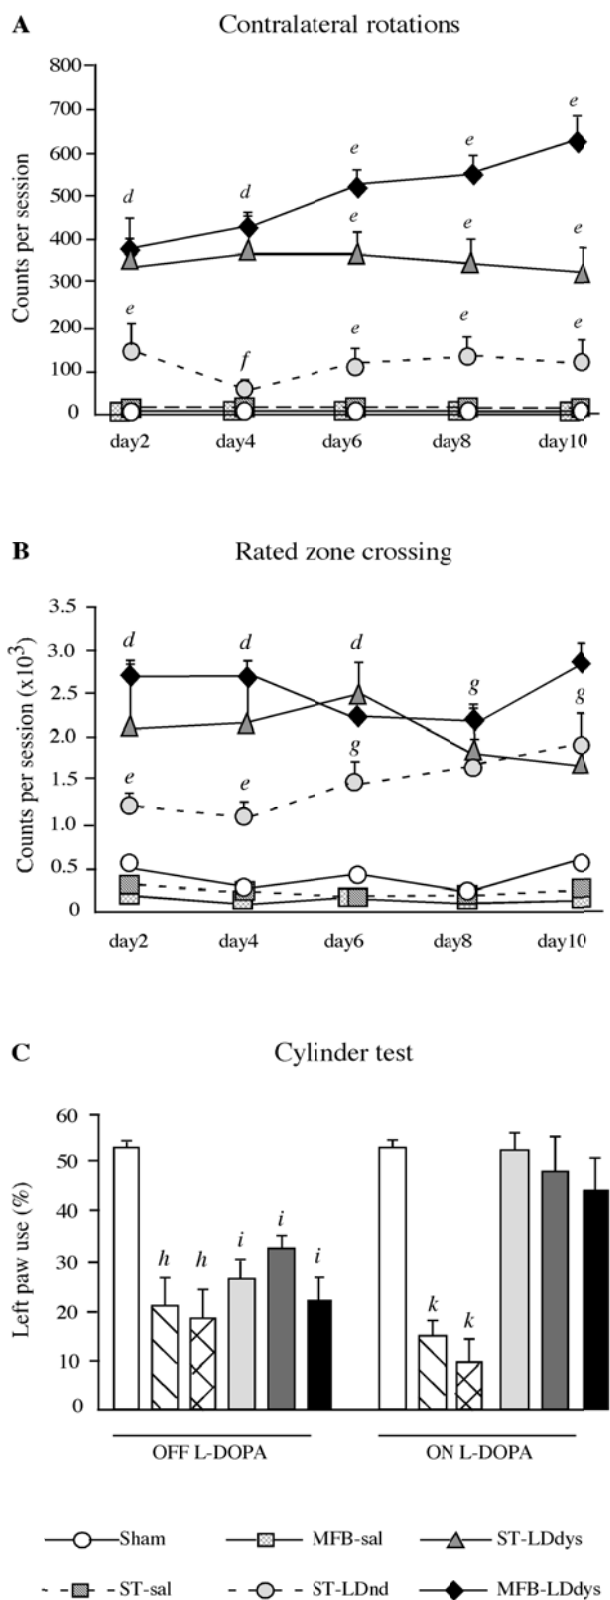 A Contralateral rotations
Counts per session
800
700
600
500
400
300
200
100
0
e
e
e
d
d
e
e
e
e
f
e
e
e
day2 day4 day6 day8 day10
B Rated zone crossing
Counts per session (x10³)
3.5
3.0
2.5
2.0
1.5
1.0
0.5
0
d d d
g
g
g
e e
day2 day4 day6 day8 day10
C Cylinder test
Left paw use (%)
60
50
40
30
20
10
0
h h i i i
k k
OFF L-DOPA ON L-DOPA
Sham MFB-sal ST-LDdys
ST-sal ST-LDnd MFB-LDdys